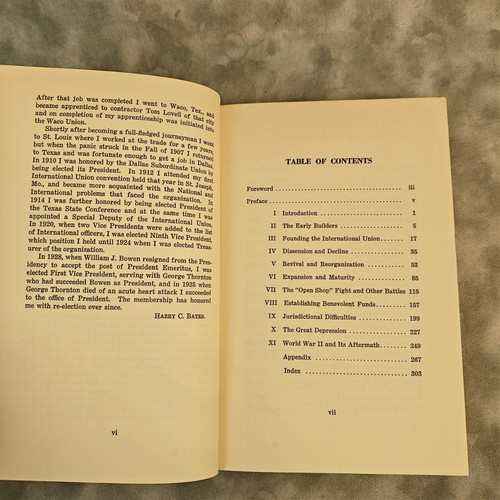 After that job was completed I went to Waco, Tex., and
became apprenticed to contractor Tom Lovell of that city
and on completion of my apprenticeship was initiated into
the Waco Union.
Shortly after becoming a full-fledged journeyman I went
to St. Louis where I worked at the trade for a few years,
but when the panic struck in the Fall of 1907 I returned
to Texas and was fortunate enough to get a job in Dallas.
In 1910 I was honored by the Dallas Subordinate Union by
being elected its President. In 1912 I attended my first
International Union convention held that year in St. Joseph,
Mo., and became more acquainted with the National and
International problems that faced the organization. In
1914 I was further honored by being elected President of
the Texas State Conference and at the same time I was
appointed a Special Deputy of the International Union.
In 1920, when two Vice Presidents were added to the list
of International officers, I was elected Ninth Vice President,
which position I held until 1924 when I was elected Treas-
urer of the organization.
In 1928, when William J. Bowen resigned from the Pres-
idency to accept the post of President Emeritus, I was
elected First Vice President, serving with George Thornton
who had succeeded Bowen as President, and in 1935 when
George Thornton died of an acute heart attack I succeeded
to the office of President. The membership has honored
me with re-election ever since.
HARRY C. BATES.
vi
TABLE OF CONTENTS
Foreword ........ iii
Preface ........ v
I Introduction ........ 1
II The Early Builders ........ 5
III Founding the International Union ........ 17
IV Dissension and Decline ........ 35
V Revival and Reorganization ........ 53
VI Expansion and Maturity ........ 85
VII The "Open Shop" Fight and Other Battles 115
VIII Establishing Benevolent Funds ........ 157
IX Jurisdictional Difficulties ........ 199
X The Great Depression ........ 227
XI World War II and Its Aftermath ........ 249
Appendix ........ 267
Index ........ 303
vii